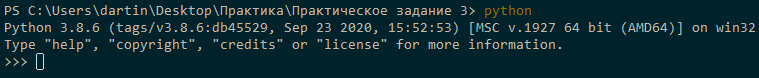 PS C:\Users\dartin\Desktop\Практика\Практическое задание 3> python
Python 3.8.6 (tags/v3.8.6:db45529, Sep 23 2020, 15:52:53) [MSC v.1927 64 bit (AMD64)] on win32
Type "help", "copyright", "credits" or "license" for more information.
>>>